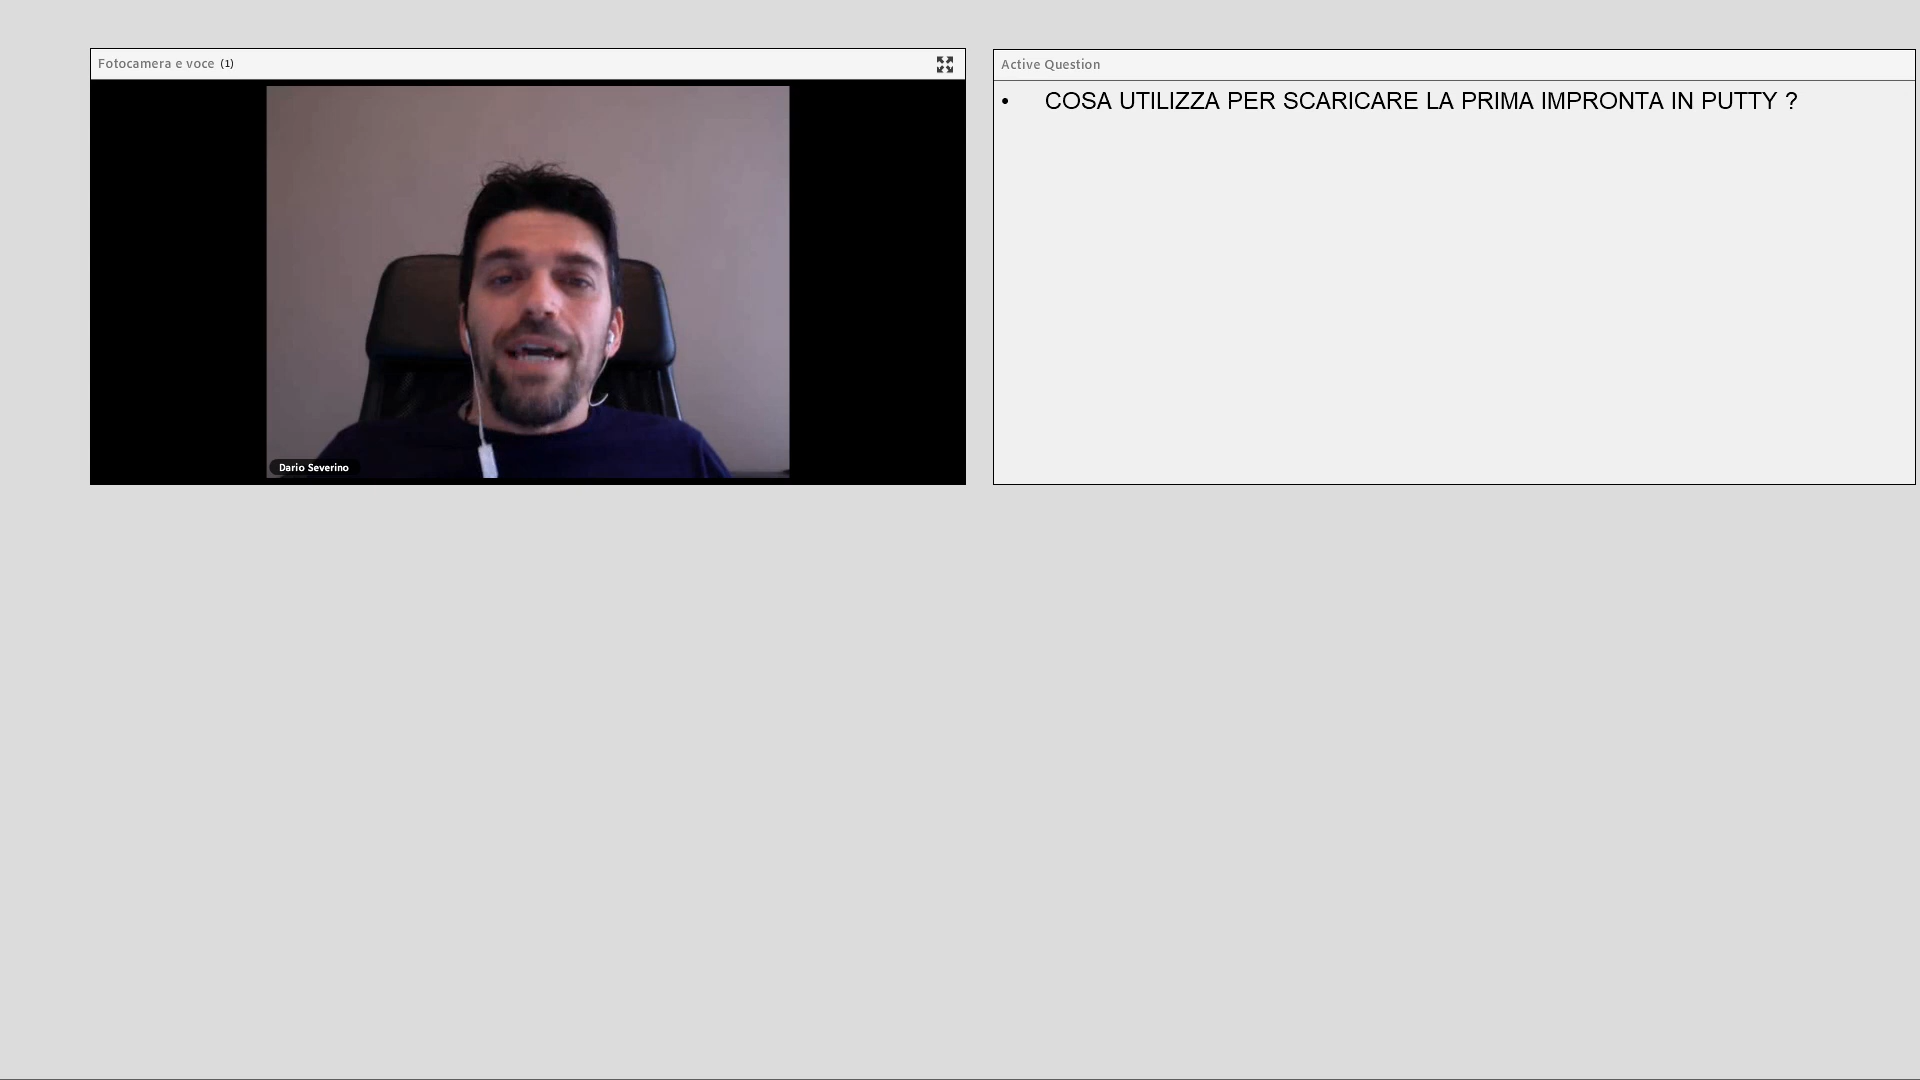 Fotocamera e voce (1)
Dario Severino
Active Question
• COSA UTILIZZA PER SCARICARE LA PRIMA IMPRONTA IN PUTTY ?